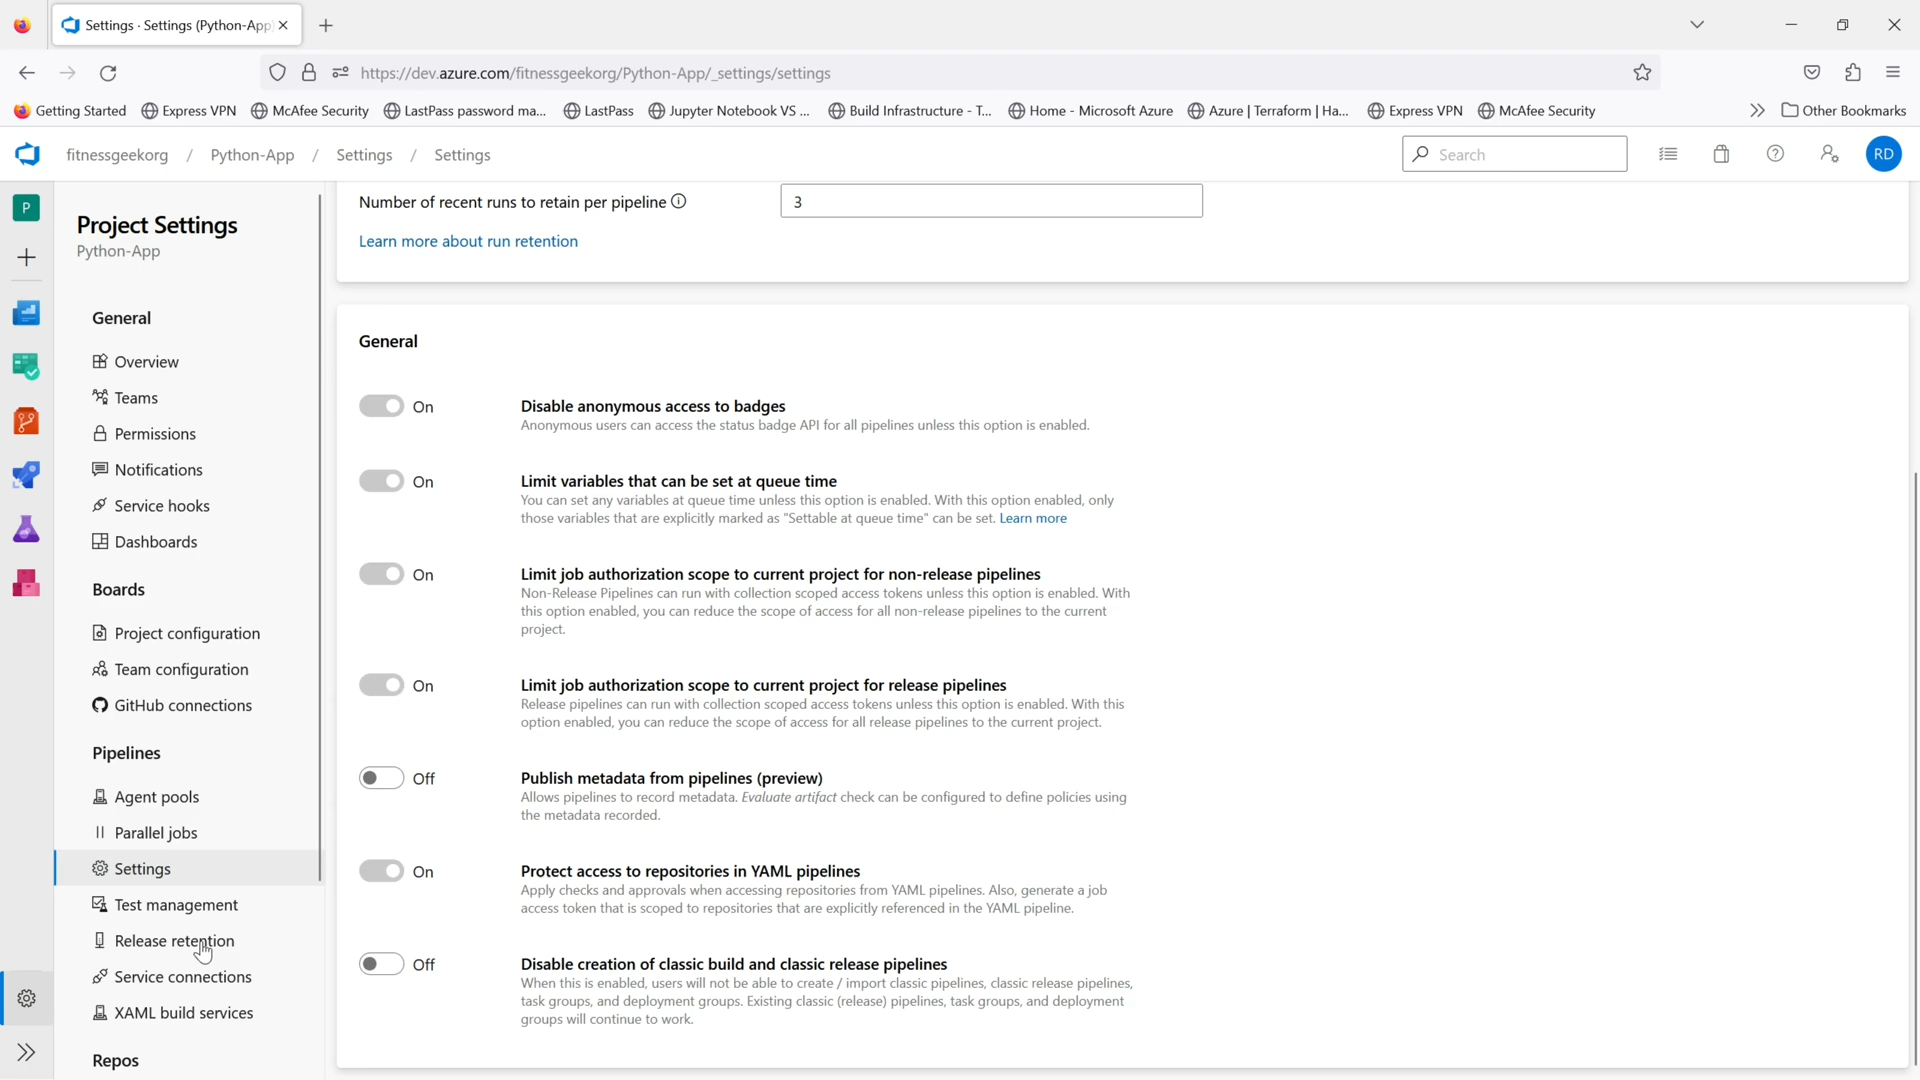 Settings · Settings (Python-App)
https://dev.azure.com/fitnessgeekorg/Python-App/_settings/settings
Getting Started
Express VPN
McAfee Security
LastPass password ma...
LastPass
Jupyter Notebook VS ...
Build Infrastructure - T...
Home - Microsoft Azure
Azure | Terraform | Ha...
Express VPN
McAfee Security
Other Bookmarks
fitnessgeekorg / Python-App / Settings / Settings
Search
RD
P
Project Settings
Python-App
General
Overview
Teams
Permissions
Notifications
Service hooks
Dashboards
Boards
Project configuration
Team configuration
GitHub connections
Pipelines
Agent pools
Parallel jobs
Settings
Test management
Release retention
Service connections
XAML build services
Repos
Number of recent runs to retain per pipeline
3
Learn more about run retention
General
On
Disable anonymous access to badges
Anonymous users can access the status badge API for all pipelines unless this option is enabled.
On
Limit variables that can be set at queue time
You can set any variables at queue time unless this option is enabled. With this option enabled, only
those variables that are explicitly marked as "Settable at queue time" can be set. Learn more
On
Limit job authorization scope to current project for non-release pipelines
Non-Release Pipelines can run with collection scoped access tokens unless this option is enabled. With
this option enabled, you can reduce the scope of access for all non-release pipelines to the current
project.
On
Limit job authorization scope to current project for release pipelines
Release pipelines can run with collection scoped access tokens unless this option is enabled. With this
option enabled, you can reduce the scope of access for all release pipelines to the current project.
Off
Publish metadata from pipelines (preview)
Allows pipelines to record metadata. Evaluate artifact check can be configured to define policies using
the metadata recorded.
On
Protect access to repositories in YAML pipelines
Apply checks and approvals when accessing repositories from YAML pipelines. Also, generate a job
access token that is scoped to repositories that are explicitly referenced in the YAML pipeline.
Off
Disable creation of classic build and classic release pipelines
When this is enabled, users will not be able to create / import classic pipelines, classic release pipelines,
task groups, and deployment groups. Existing classic (release) pipelines, task groups, and deployment
groups will continue to work.